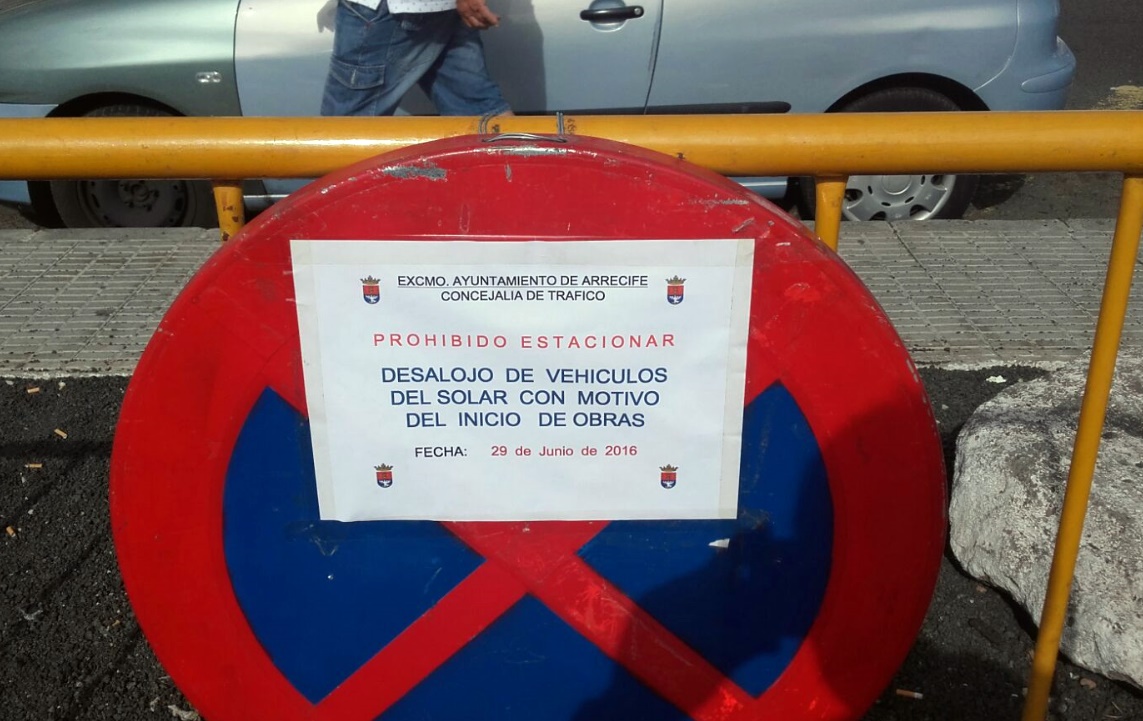 EXCMO. AYUNTAMIENTO DE ARRECIFE
CONCEJALIA DE TRAFICO
PROHIBIDO ESTACIONAR
DESALOJO DE VEHICULOS
DEL SOLAR CON MOTIVO
DEL INICIO DE OBRAS
FECHA: 29 de Junio de 2016